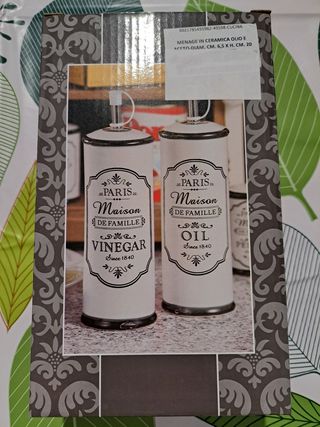 MENAGE IN CERAMICA OLIO E
ACETO DIAM. CM. 6,5 X H. CM. 20
PARIS
Maison
DE FAMILLE
VINEGAR
Since 1840
PARIS
Maison
DE FAMILLE
OIL
Since 1840